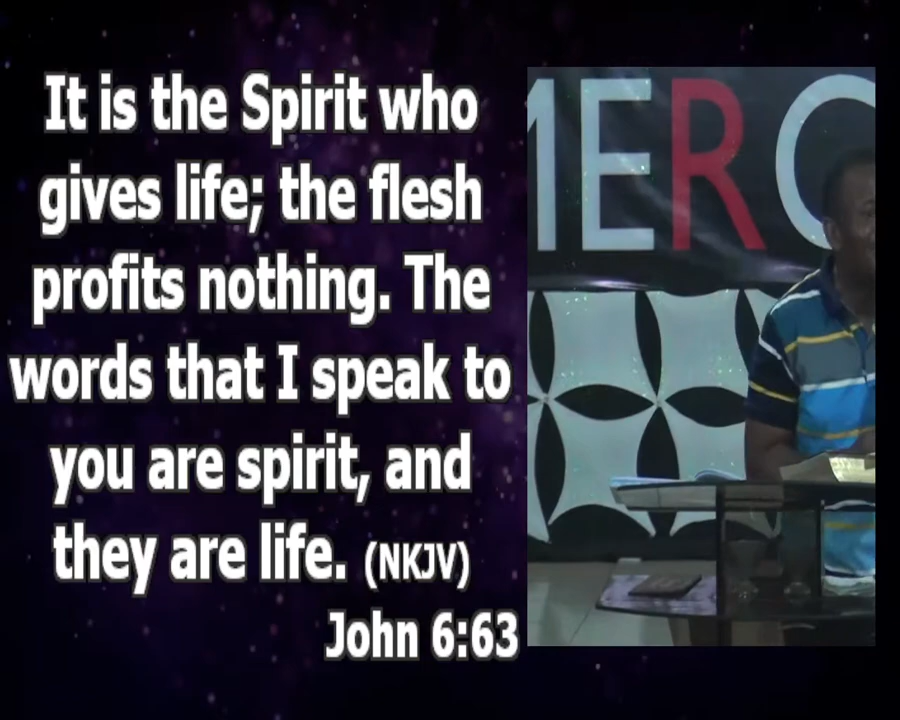 It is the Spirit who
gives life; the flesh
profits nothing. The
words that I speak to
you are spirit, and
they are life. (NKJV)
John 6:63
MERC